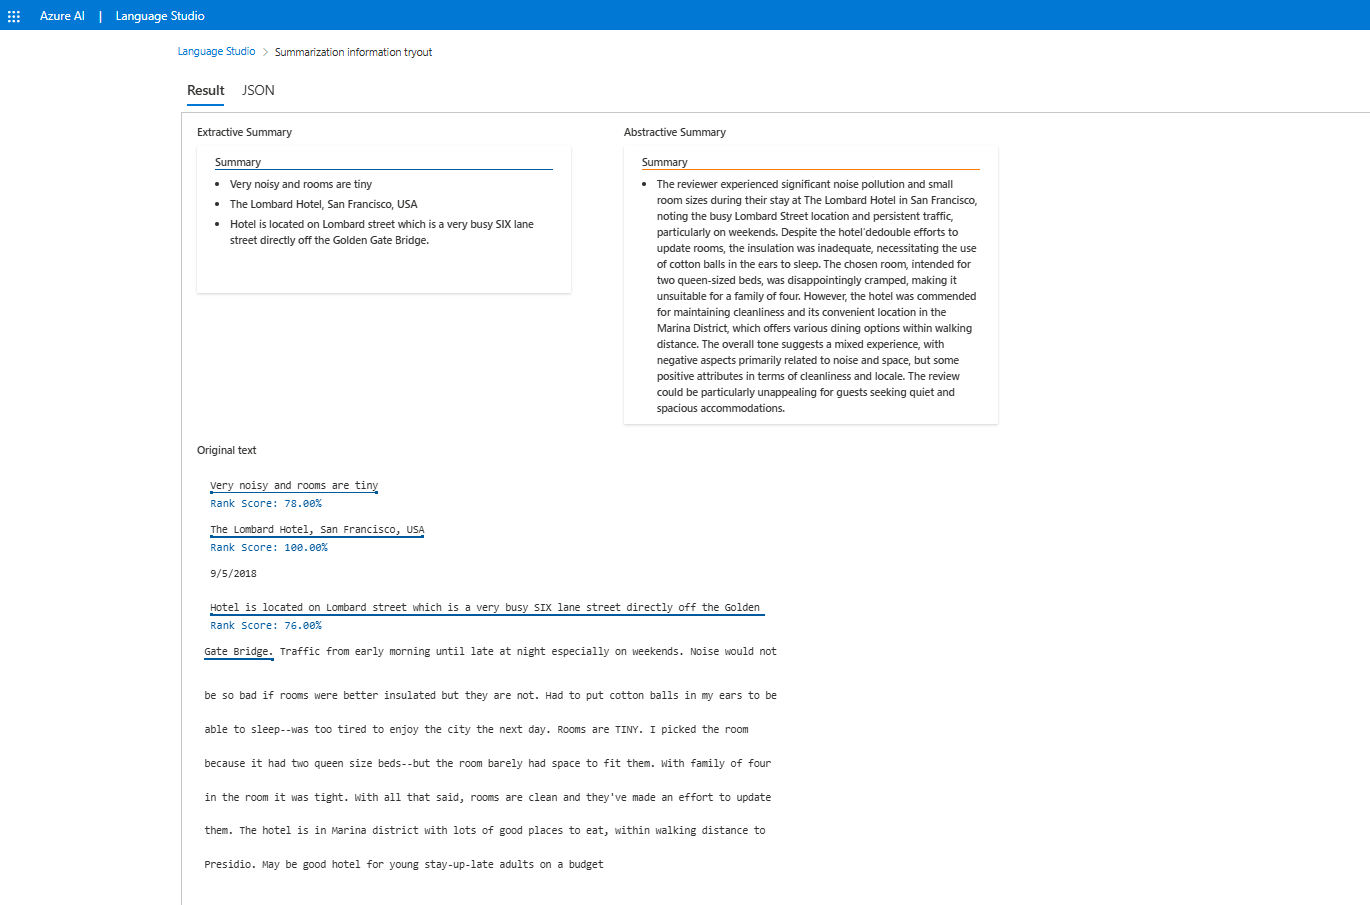 Azure AI | Language Studio
Language Studio > Summarization information tryout
Result JSON
Extractive Summary
Summary
• Very noisy and rooms are tiny
• The Lombard Hotel, San Francisco, USA
• Hotel is located on Lombard street which is a very busy SIX lane
street directly off the Golden Gate Bridge.
Abstractive Summary
Summary
• The reviewer experienced significant noise pollution and small
room sizes during their stay at The Lombard Hotel in San Francisco,
noting the busy Lombard Street location and persistent traffic,
particularly on weekends. Despite the hotel'dedouble efforts to
update rooms, the insulation was inadequate, necessitating the use
of cotton balls in the ears to sleep. The chosen room, intended for
two queen-sized beds, was disappointingly cramped, making it
unsuitable for a family of four. However, the hotel was commended
for maintaining cleanliness and its convenient location in the
Marina District, which offers various dining options within walking
distance. The overall tone suggests a mixed experience, with
negative aspects primarily related to noise and space, but some
positive attributes in terms of cleanliness and locale. The review
could be particularly unappealing for guests seeking quiet and
spacious accommodations.
Original text
Very noisy and rooms are tiny
Rank Score: 78.00%
The Lombard Hotel, San Francisco, USA
Rank Score: 100.00%
9/5/2018
Hotel is located on Lombard street which is a very busy SIX lane street directly off the Golden
Rank Score: 76.00%
Gate Bridge. Traffic from early morning until late at night especially on weekends. Noise would not
be so bad if rooms were better insulated but they are not. Had to put cotton balls in my ears to be
able to sleep--was too tired to enjoy the city the next day. Rooms are TINY. I picked the room
because it had two queen size beds--but the room barely had space to fit them. With family of four
in the room it was tight. With all that said, rooms are clean and they've made an effort to update
them. The hotel is in Marina district with lots of good places to eat, within walking distance to
Presidio. May be good hotel for young stay-up-late adults on a budget